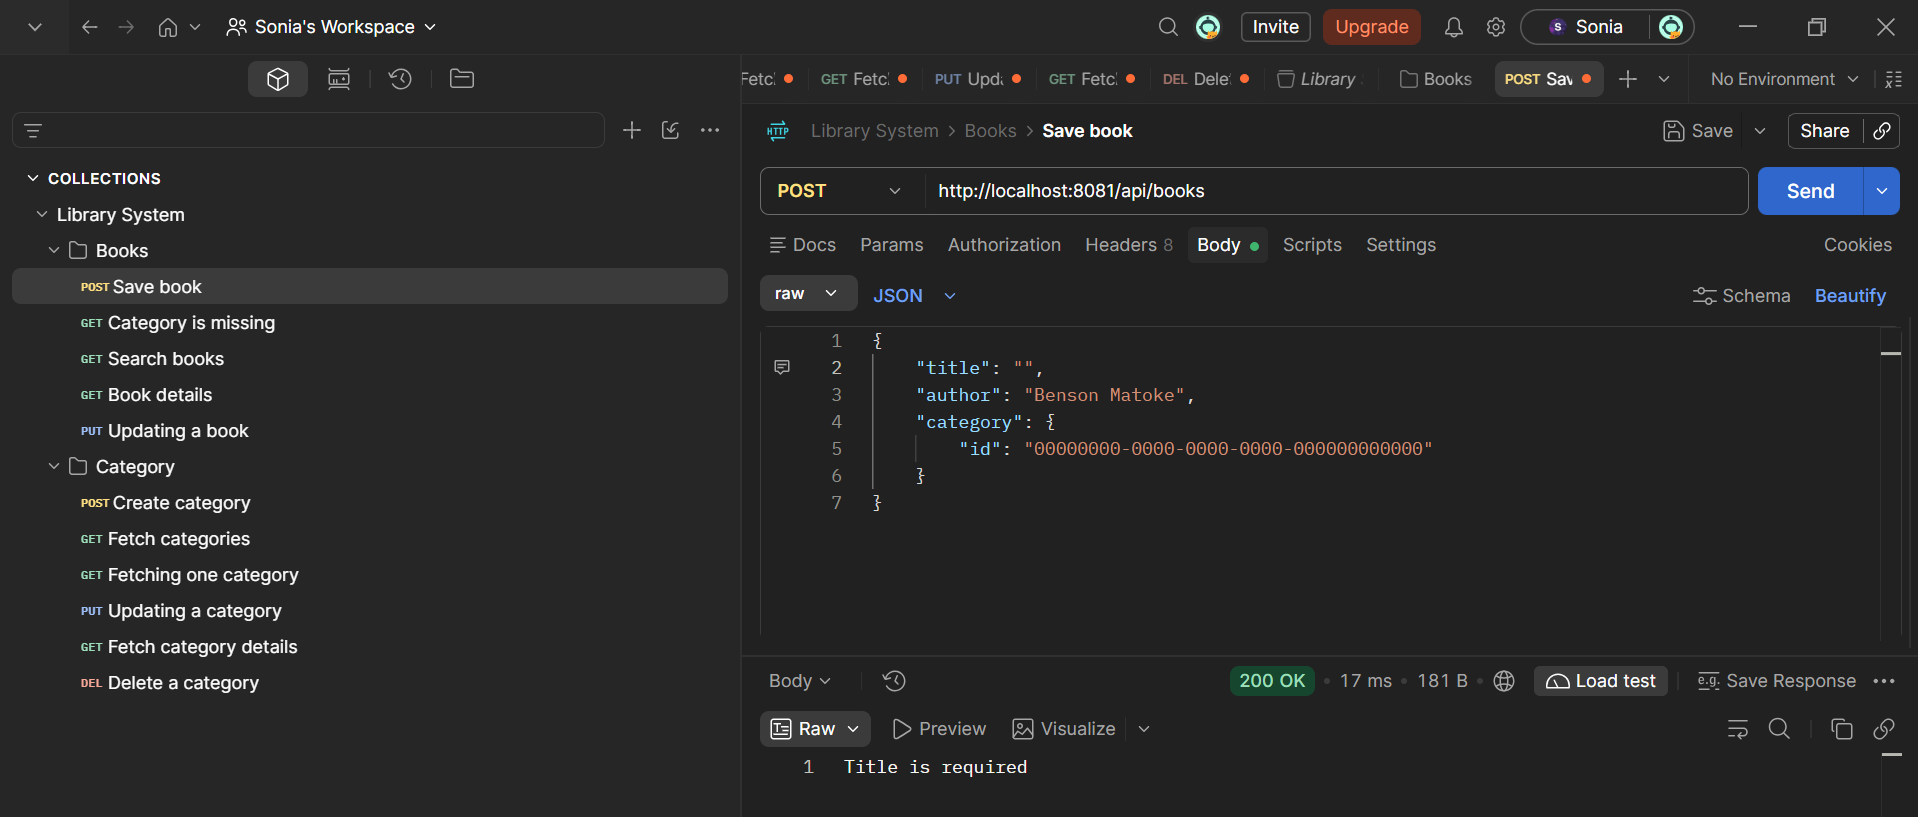 Sonia's Workspace
Invite
Upgrade
S Sonia
Fetcl
GET Fetcl
PUT Upd
GET Fetcl
DEL Dele
Library
Books
POST Sav
No Environment
Library System > Books > Save book
Save
Share
COLLECTIONS
Library System
Books
POST Save book
GET Category is missing
GET Search books
GET Book details
PUT Updating a book
Category
POST Create category
GET Fetch categories
GET Fetching one category
PUT Updating a category
GET Fetch category details
DEL Delete a category
HTTP
POST
http://localhost:8081/api/books
Send
Docs
Params
Authorization
Headers 8
Body
Scripts
Settings
Cookies
raw
JSON
Schema
Beautify
1 {
2 "title": "",
3 "author": "Benson Matoke",
4 "category": {
5 "id": "00000000-0000-0000-0000-000000000000"
6 }
7 }
Body
200 OK • 17 ms • 181 B
Load test
e.g. Save Response
Raw
Preview
Visualize
1 Title is required